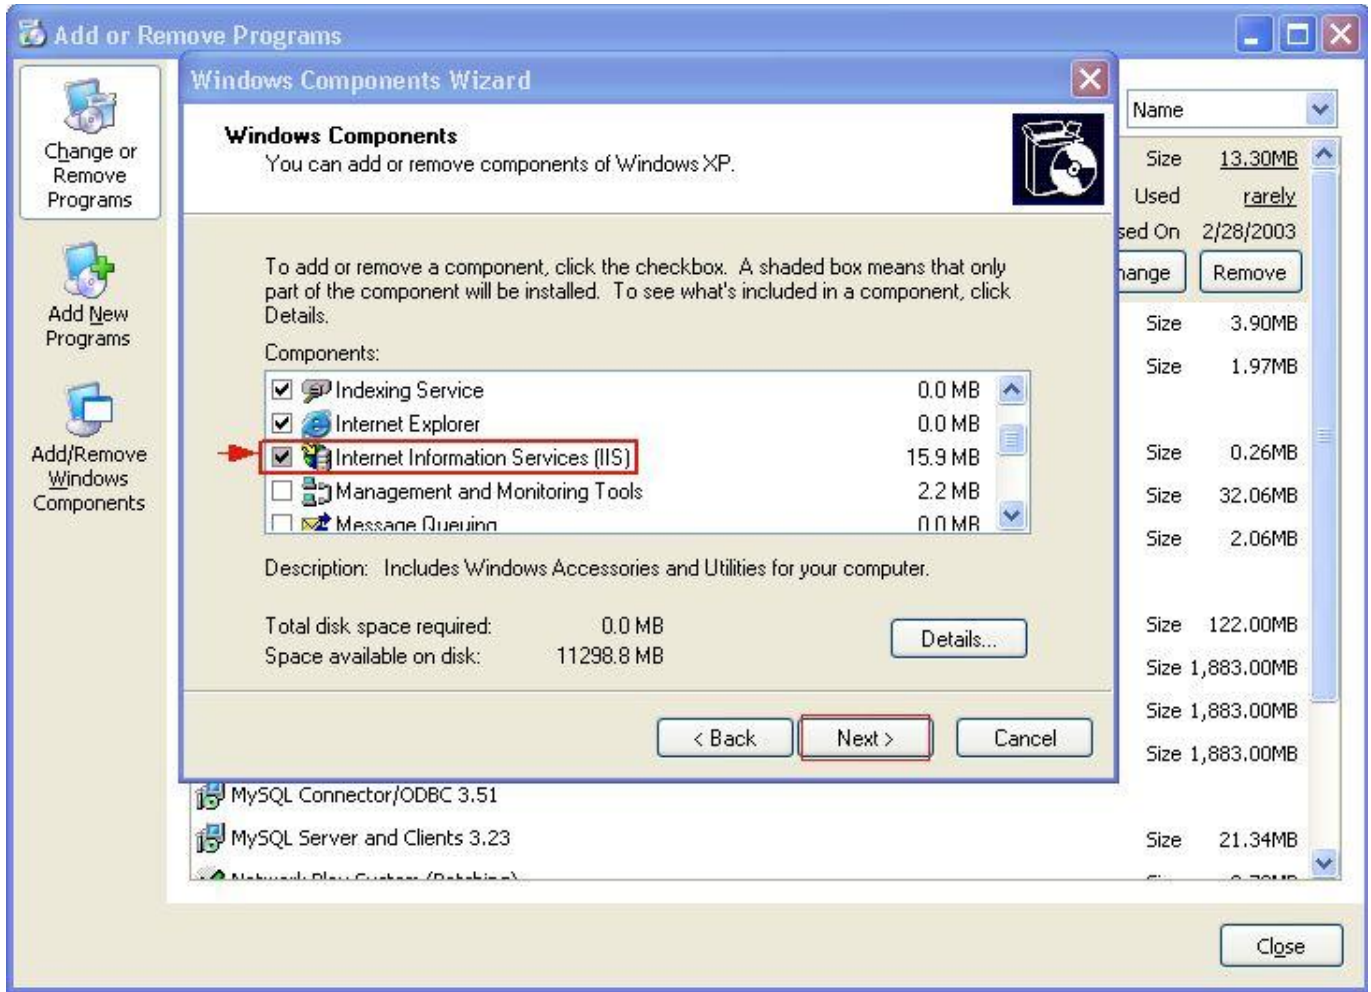 Add or Remove Programs
Change or
Remove
Programs
Add New
Programs
Add/Remove
Windows
Components
Windows Components Wizard
Windows Components
You can add or remove components of Windows XP.
To add or remove a component, click the checkbox. A shaded box means that only
part of the component will be installed. To see what's included in a component, click
Details.
Components:
Indexing Service 0.0 MB
Internet Explorer 0.0 MB
Internet Information Services (IIS) 15.9 MB
Management and Monitoring Tools 2.2 MB
Message Queuing 0.0 MB
Description: Includes Windows Accessories and Utilities for your computer.
Total disk space required: 0.0 MB
Space available on disk: 11298.8 MB
Details...
< Back Next > Cancel
Name
Size 13.30MB
Used rarely
sed On 2/28/2003
hange Remove
Size 3.90MB
Size 1.97MB
Size 0.26MB
Size 32.06MB
Size 2.06MB
Size 122.00MB
Size 1,883.00MB
Size 1,883.00MB
Size 1,883.00MB
MySQL Connector/ODBC 3.51
MySQL Server and Clients 3.23 Size 21.34MB
Close